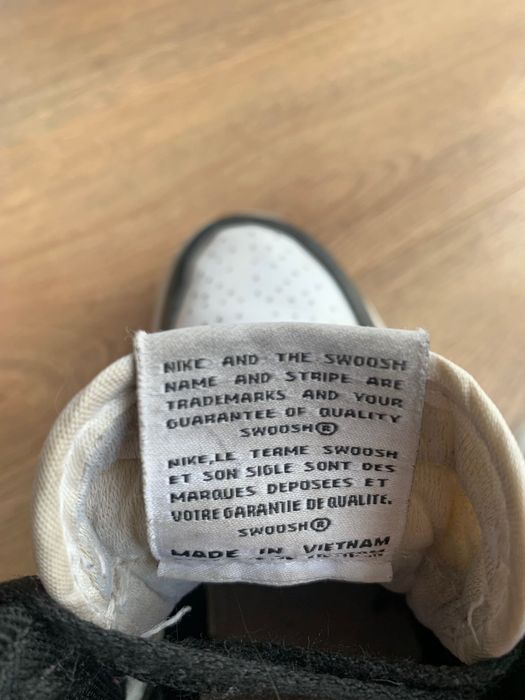 NIKE AND THE SWOOSH
NAME AND STRIPE ARE
TRADEMARKS AND YOUR
GUARANTEE OF QUALITY
SWOOSH®
NIKE,LE TERME SWOOSH
ET SON SIGLE SONT DES
MARQUES DEPOSEES ET
VOTRE GARANTIE DE QUALITE.
SWOOSH®
MADE IN VIETNAM